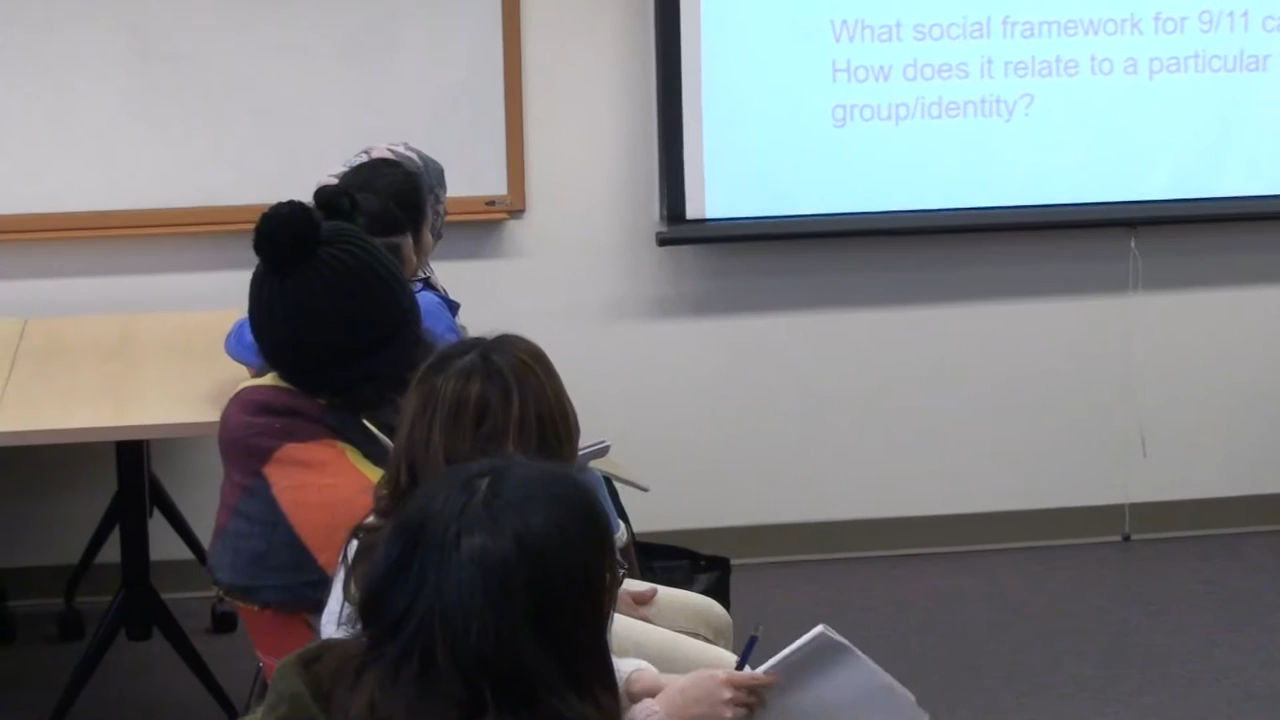 What social framework for 9/11
How does it relate to a particular
group/identity?